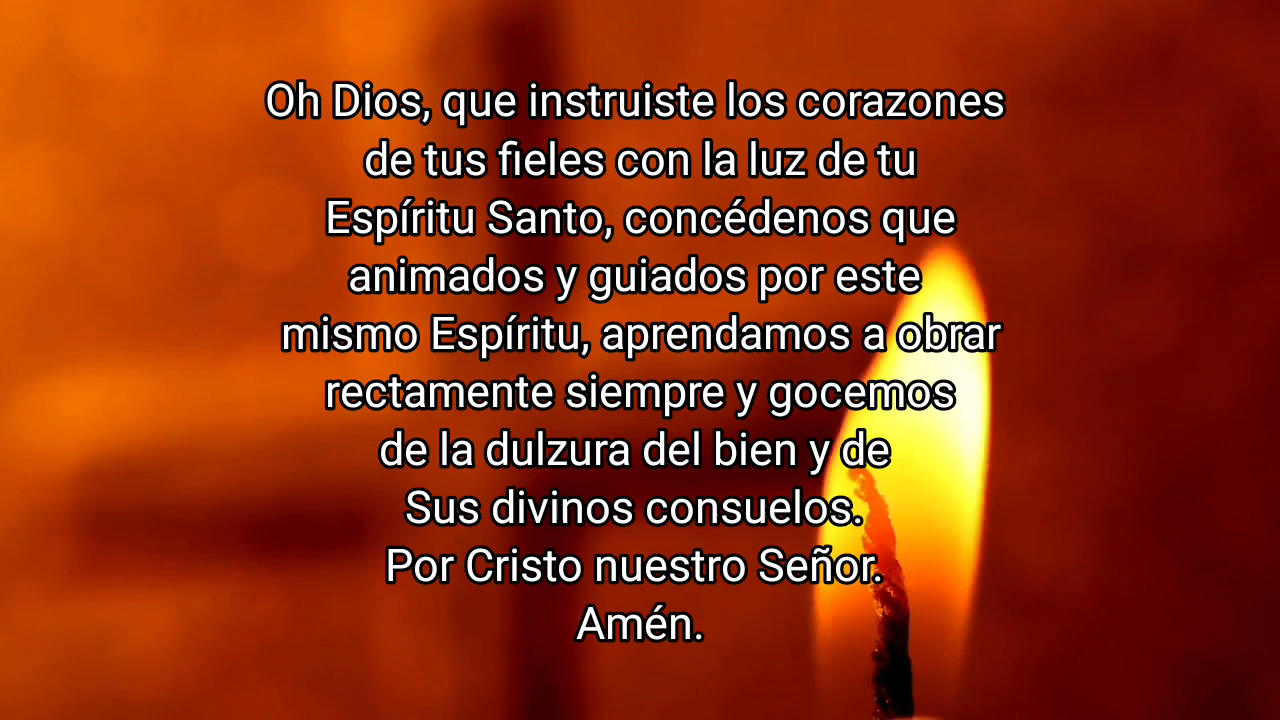 Oh Dios, que instruiste los corazones
de tus fieles con la luz de tu
Espíritu Santo, concédenos que
animados y guiados por este
mismo Espíritu, aprendamos a obrar
rectamente siempre y gocemos
de la dulzura del bien y de
Sus divinos consuelos.
Por Cristo nuestro Señor.
Amén.